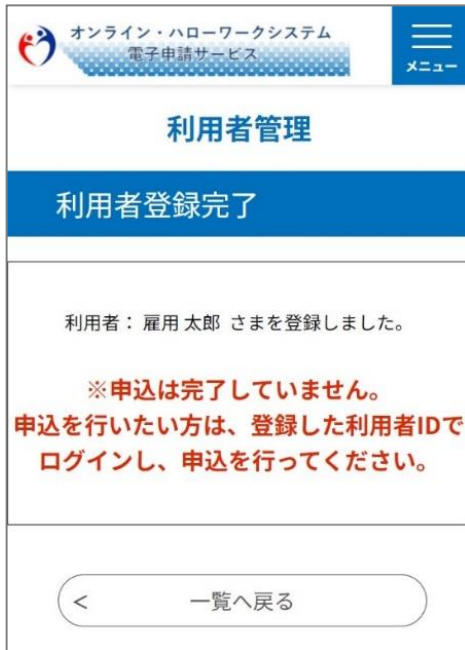 オンライン・ハローワークシステム
電子申請サービス
メニュー
利用者管理
利用者登録完了
利用者： 雇用 太郎 さまを登録しました。
※申込は完了していません。
申込を行いたい方は、登録した利用者IDで
ログインし、申込を行ってください。
< 一覧へ戻る